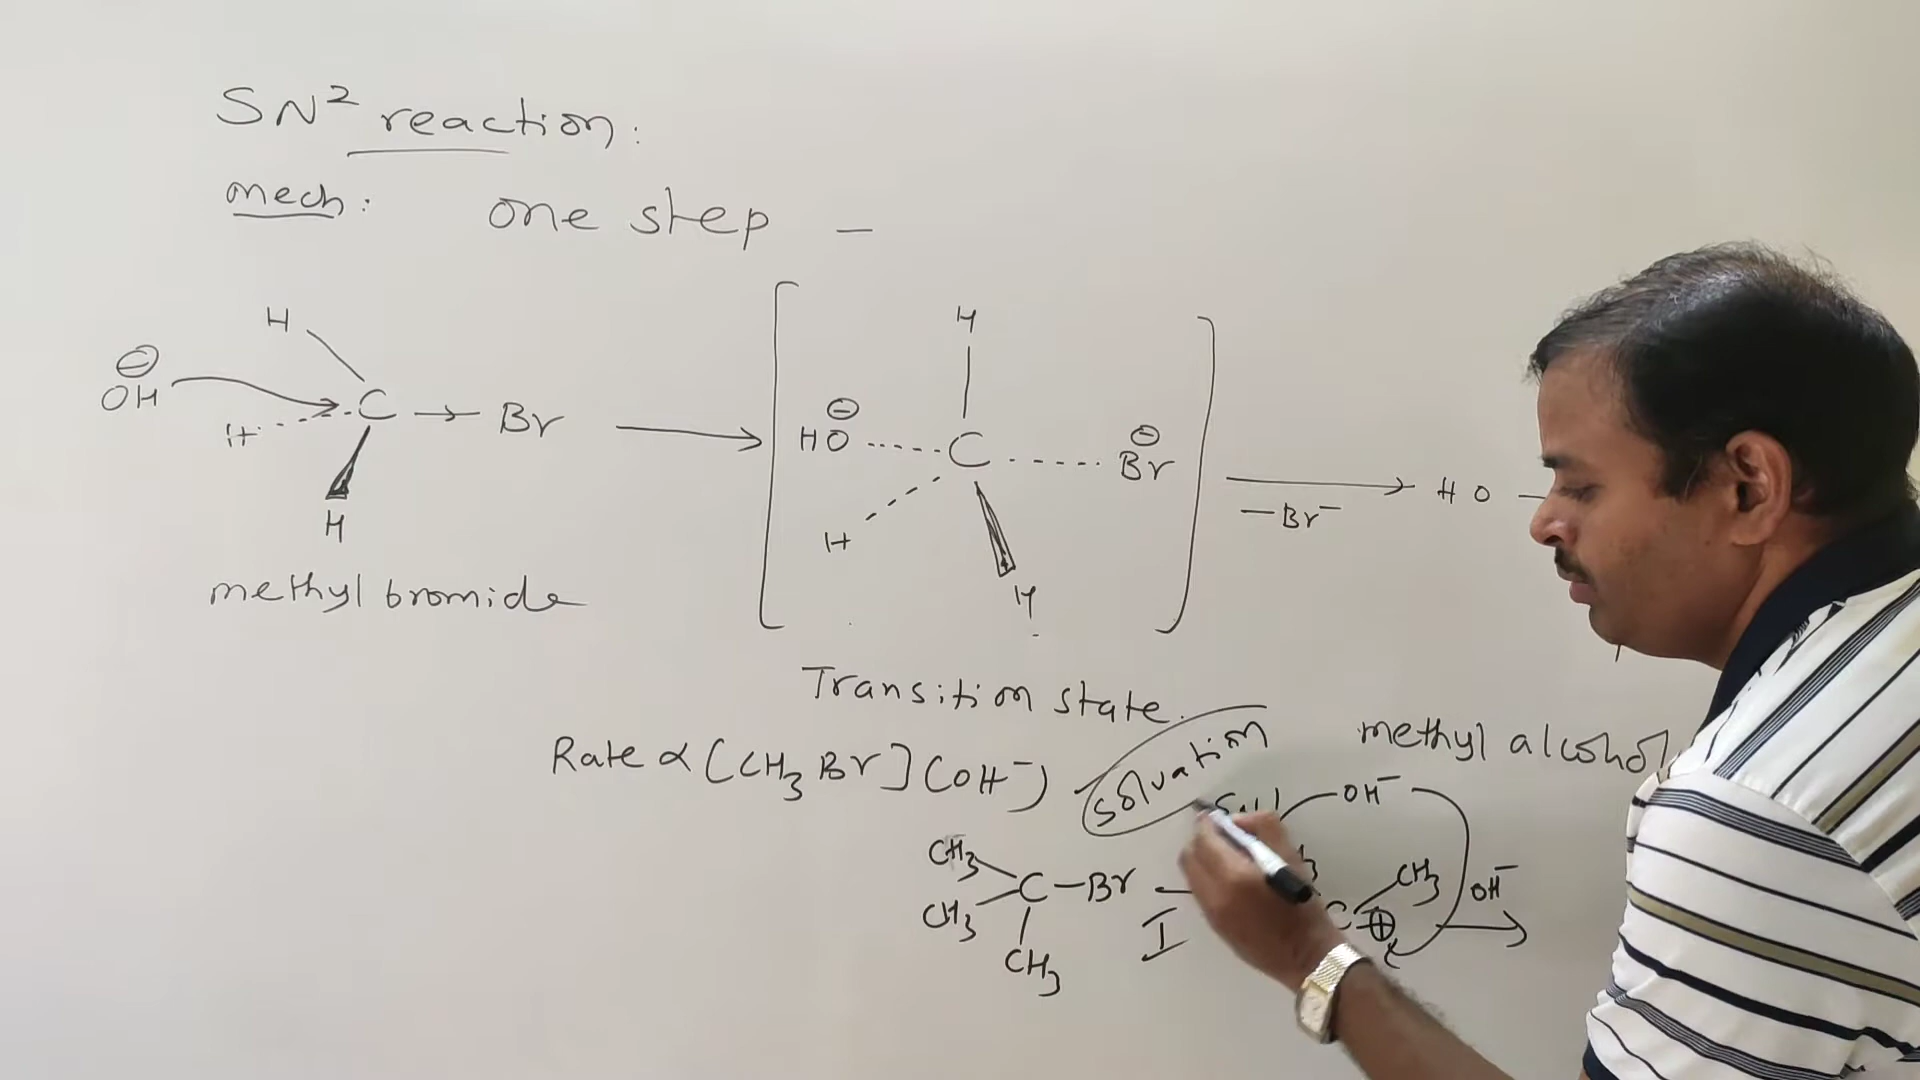 SN² reaction:
mech: one step —
H
⊖
OH
H
C
Br
H
methyl bromide
H
⊖
HO
C
⊖
Br
H
H
—Br⁻
HO —
Transition state.
methyl alcohol
Rate ∝ [CH₃Br] (OH⁻)
solvation
OH⁻
CH₃
CH₃
C—Br
CH₃
I
C
⊕
CH₃
OH⁻